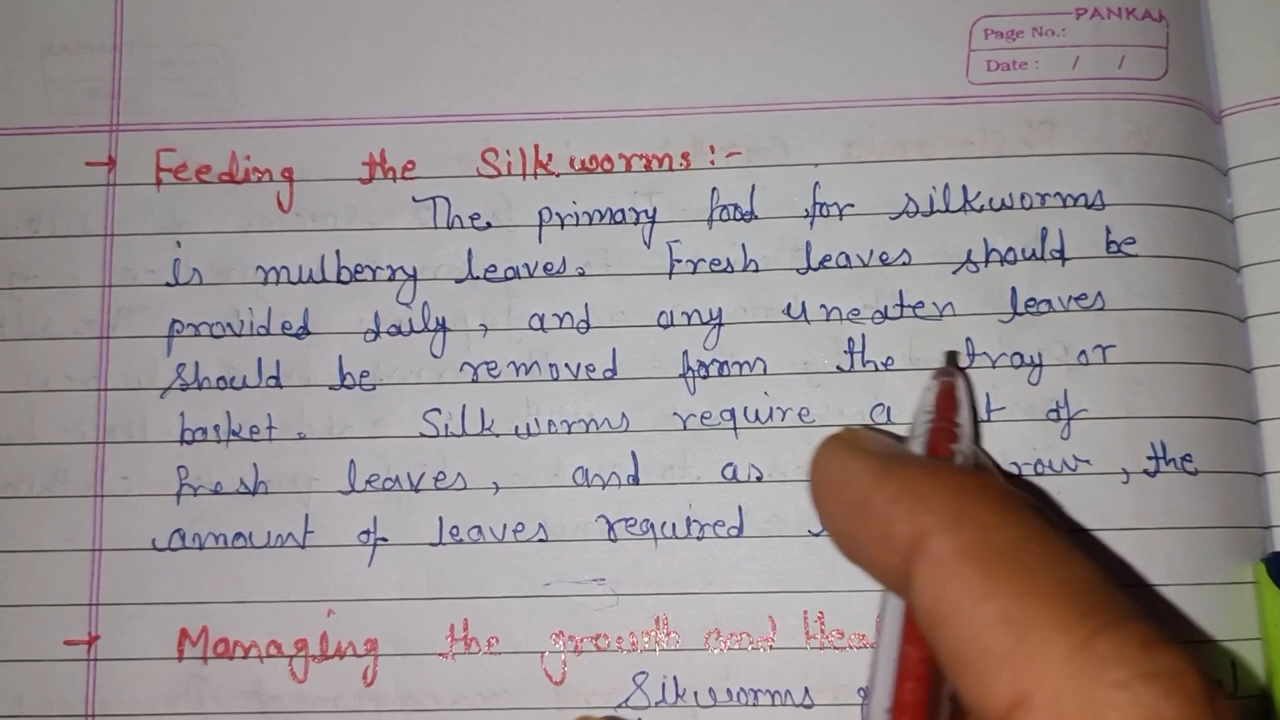 PANKAJ
Page No.:
Date : / /
→ Feeding the Silkworms:-
The primary food for silkworms
is mulberry leaves. Fresh leaves should be
provided daily, and any uneaten leaves
should be removed from the tray or
basket. Silkworms require a of
fresh leaves, and as , the
amount of leaves required
→ Managing the growth and
Sikworms